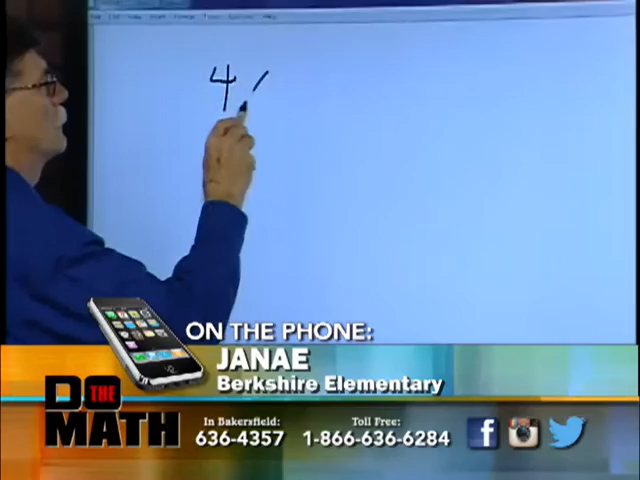 4 /
ON THE PHONE:
JANAE
Berkshire Elementary
DO THE MATH
In Bakersfield:
636-4357
Toll Free:
1-866-636-6284